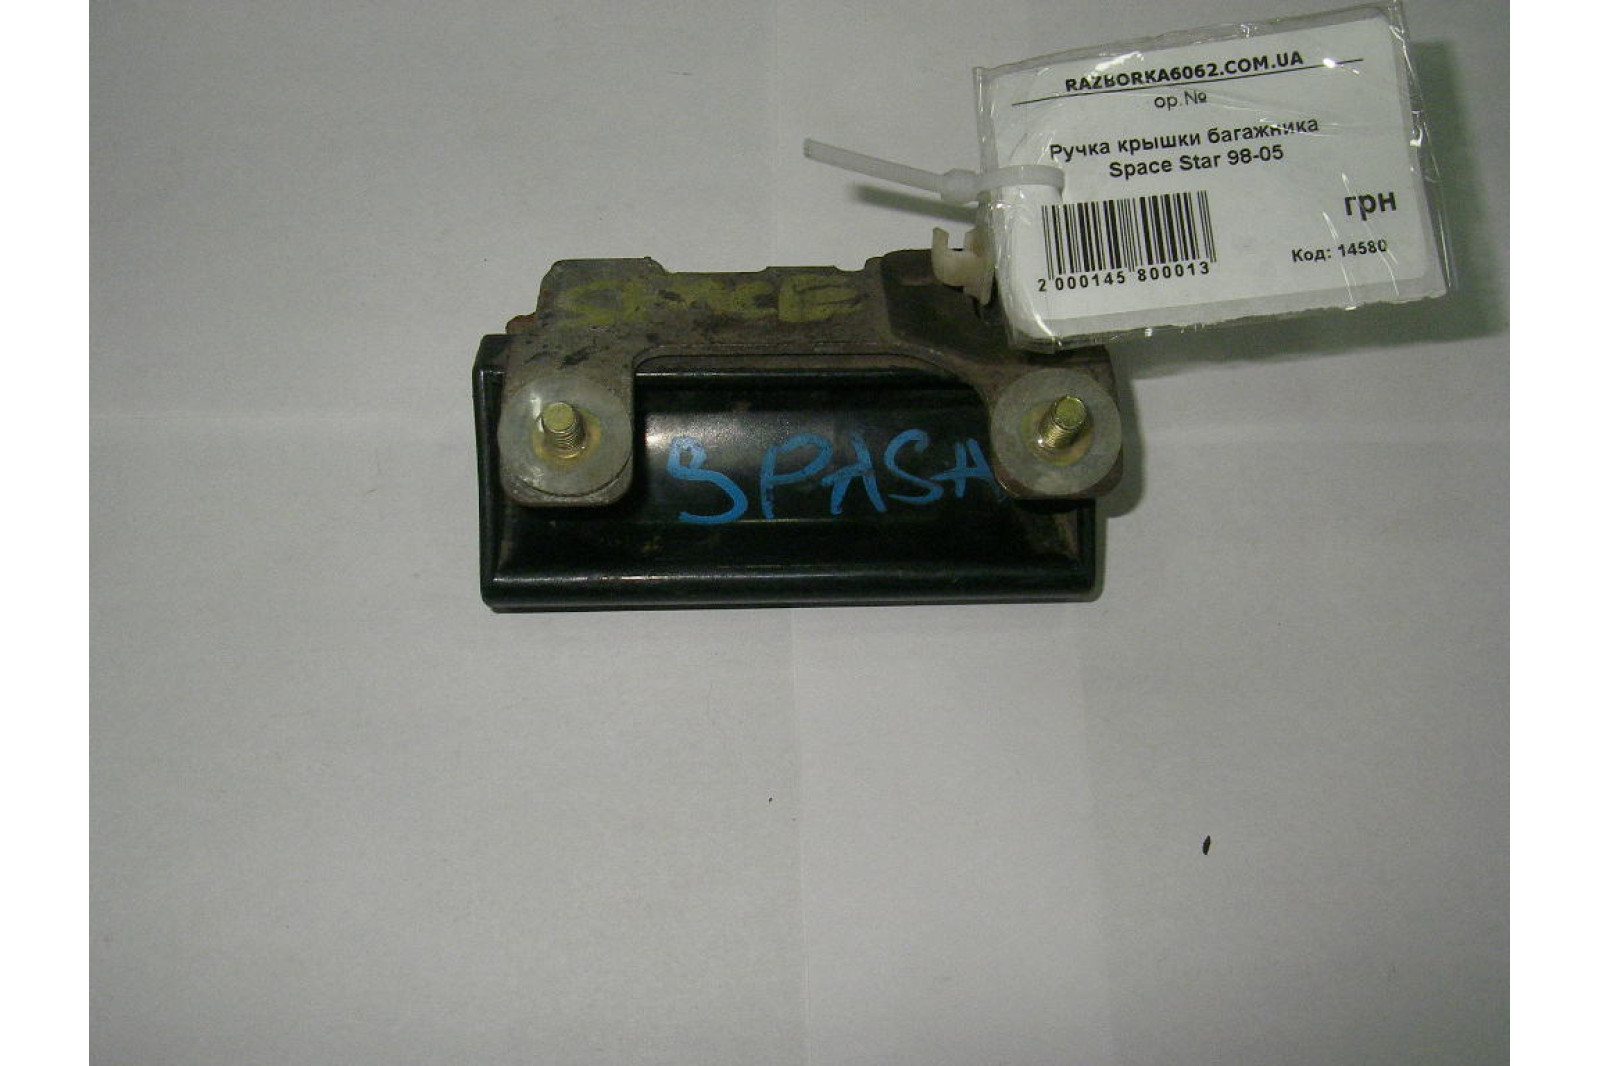 RAZBORKA6062.COM.UA
ор.№
Ручка крышки багажника
Space Star 98-05
грн
2 000145 800013
Код: 14580
SPACE
SPASA